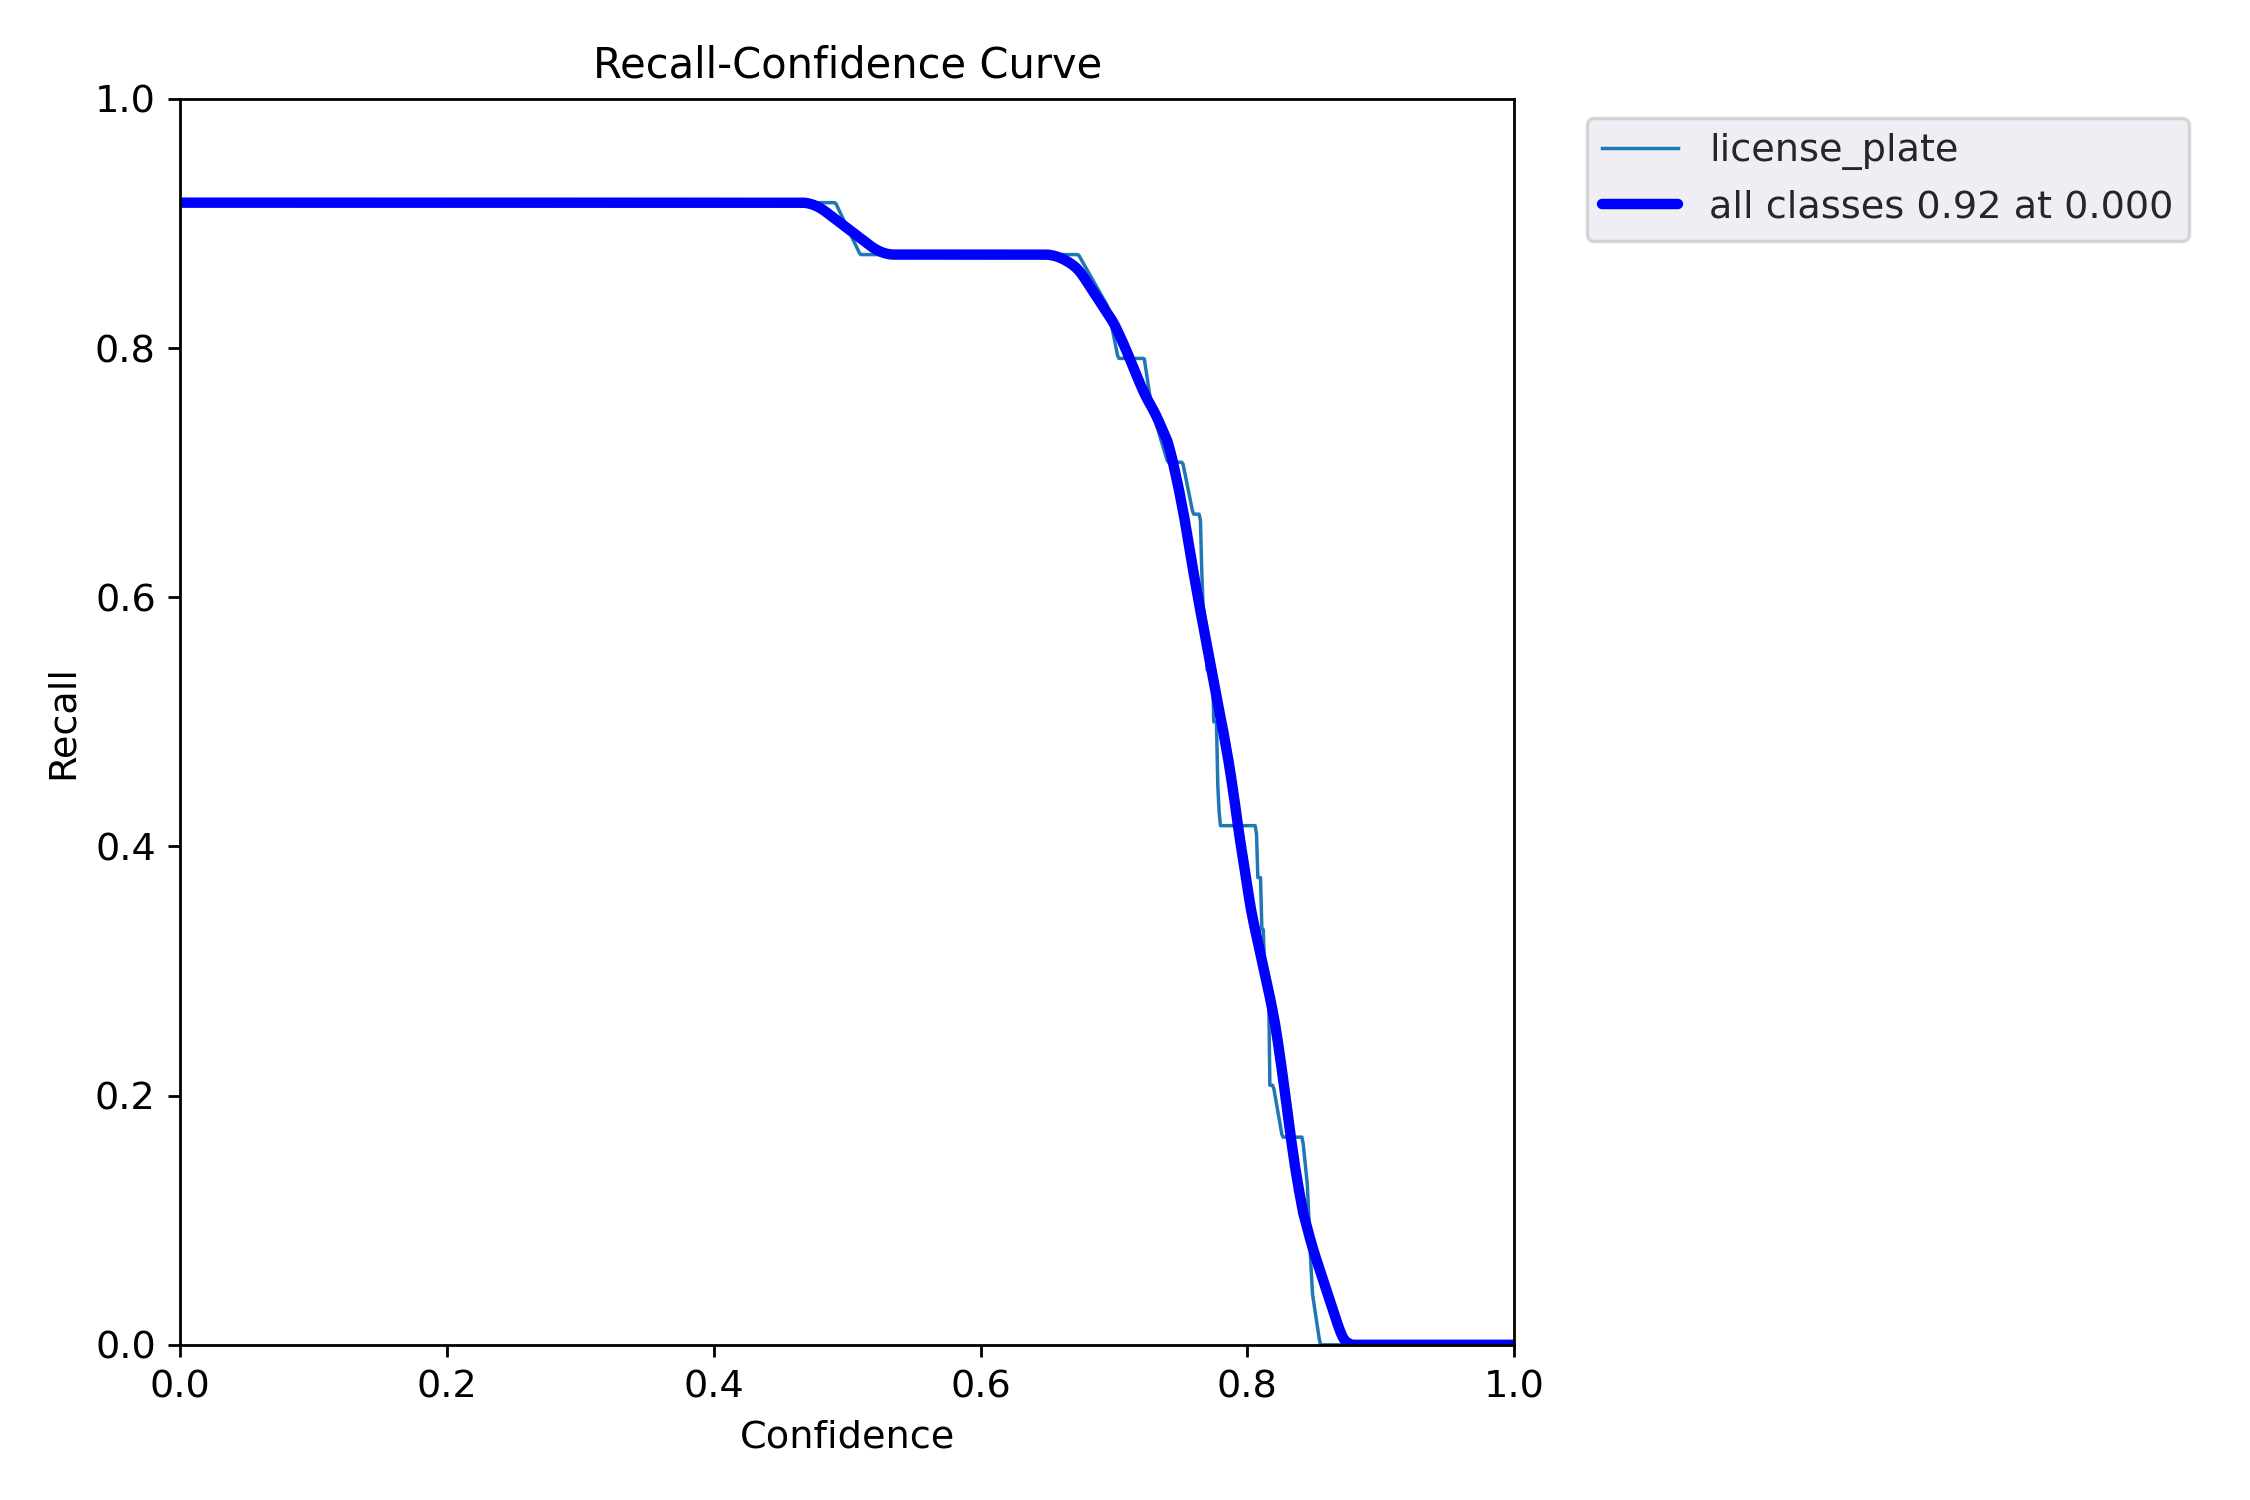 Recall-Confidence Curve
1.0
0.8
0.6
0.4
0.2
0.0
Recall
0.0 0.2 0.4 0.6 0.8 1.0
Confidence
license_plate
all classes 0.92 at 0.000